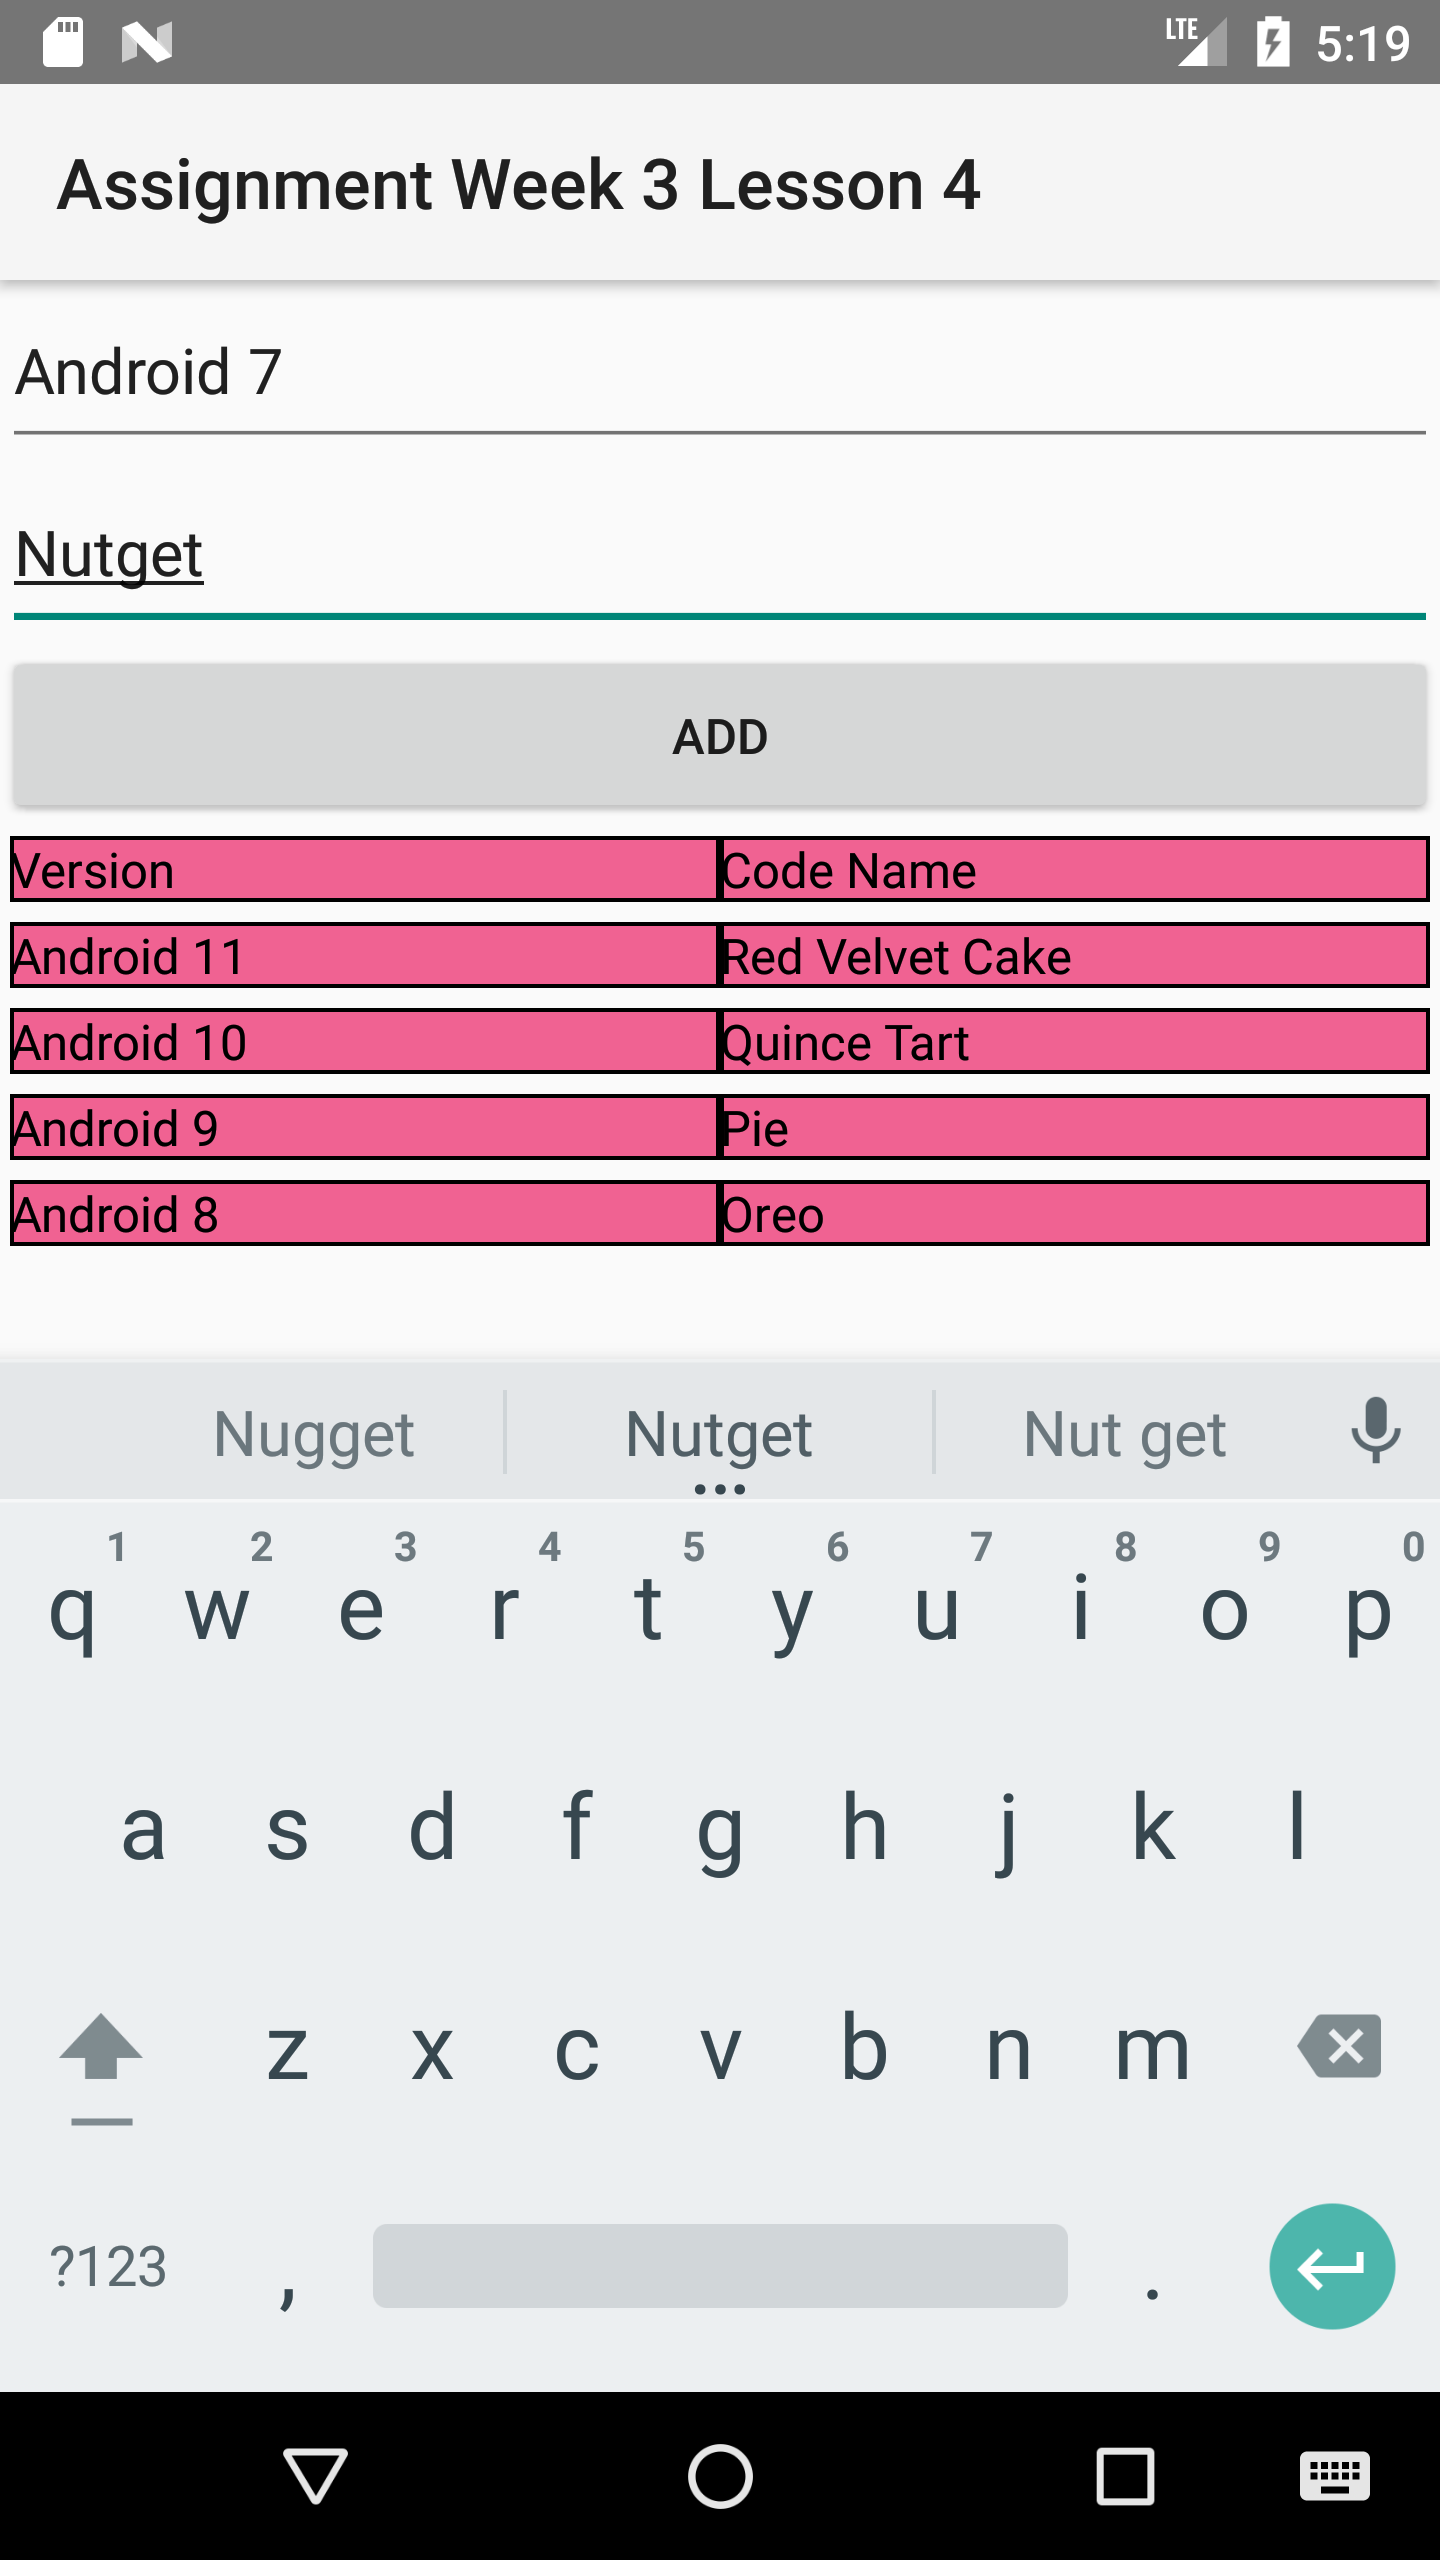 LTE 5:19
Assignment Week 3 Lesson 4
Android 7
Nutget
ADD
Version Code Name
Android 11 Red Velvet Cake
Android 10 Quince Tart
Android 9 Pie
Android 8 Oreo
Nugget Nutget Nut get
1 2 3 4 5 6 7 8 9 0
q w e r t y u i o p
a s d f g h j k l
z x c v b n m
?123 , .